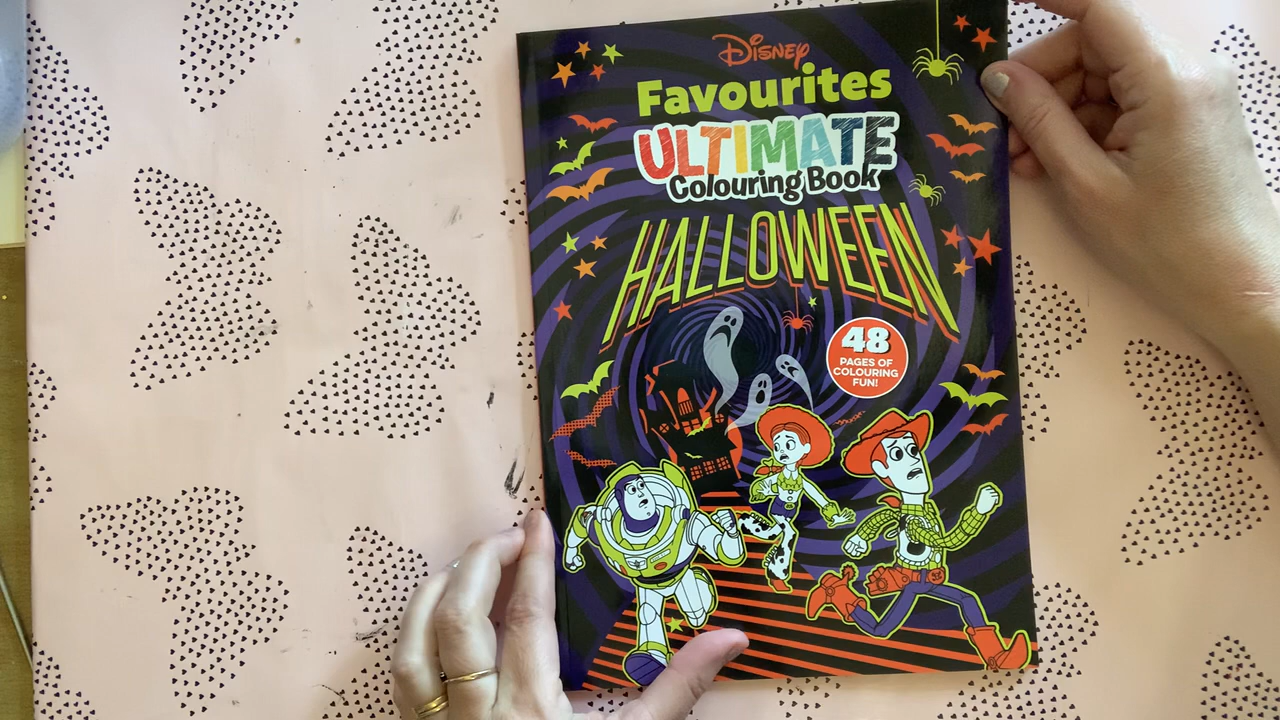 Disney
Favourites
ULTIMATE
Colouring Book
HALLOWEEN
48
PAGES OF
COLOURING
FUN!